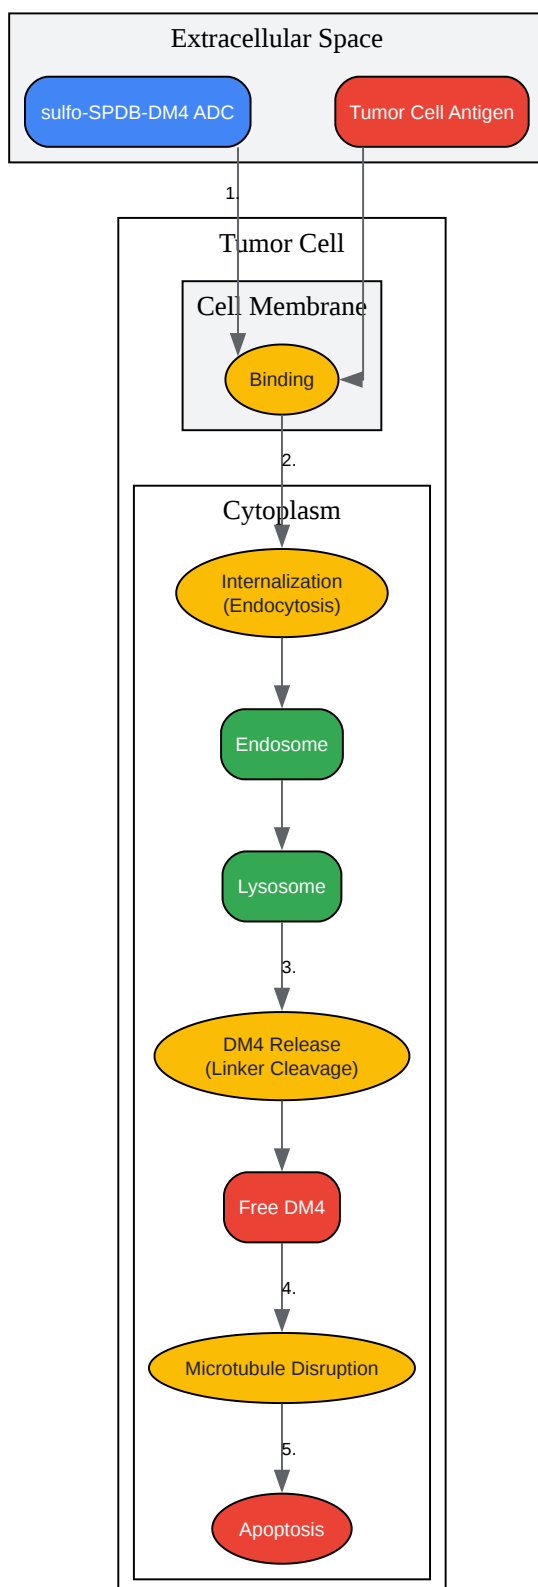 Extracellular Space
sulfo-SPDB-DM4 ADC
Tumor Cell Antigen
1.
Tumor Cell
Cell Membrane
Binding
2.
Cytoplasm
Internalization
(Endocytosis)
Endosome
Lysosome
3.
DM4 Release
(Linker Cleavage)
Free DM4
4.
Microtubule Disruption
5.
Apoptosis